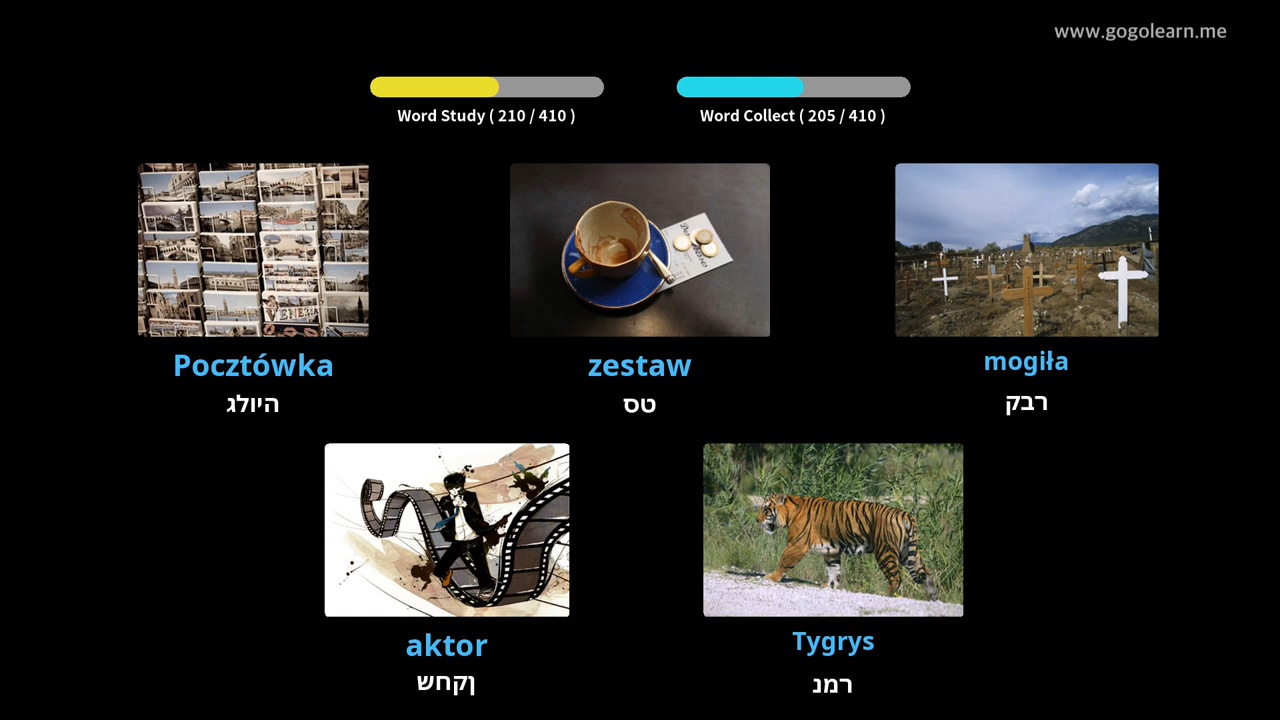 www.gogolearn.me
Word Study ( 210 / 410 )
Word Collect ( 205 / 410 )
Pocztówka
היולג
zestaw
טס
mogiła
רבק
aktor
ןקחש
Tygrys
רמנ